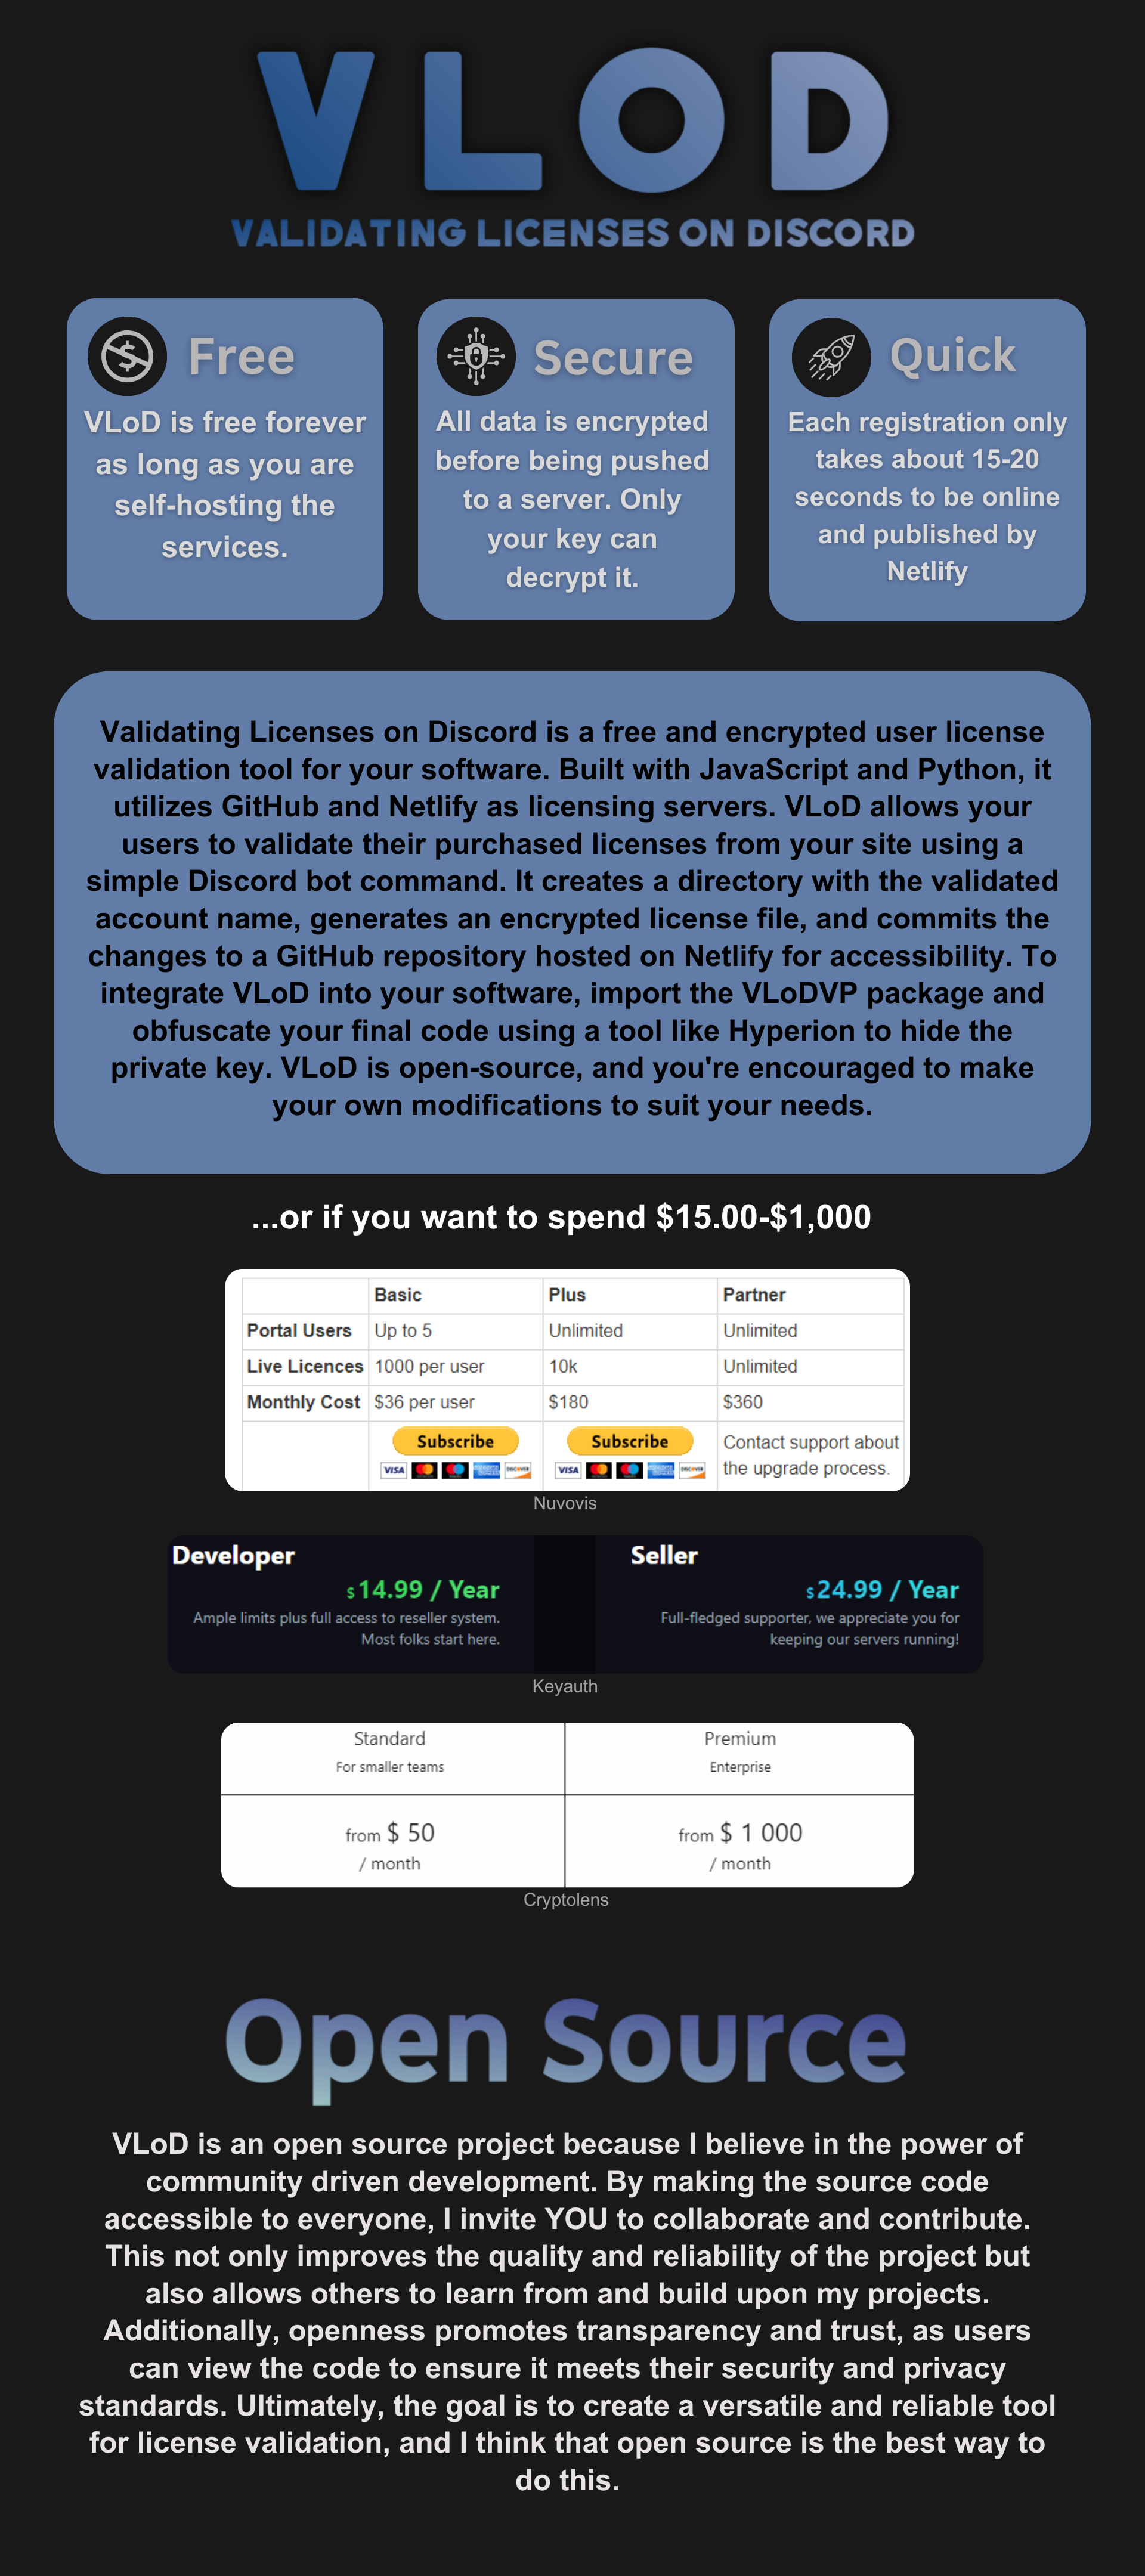 VLOD
VALIDATING LICENSES ON DISCORD
Free
VLoD is free forever
as long as you are
self-hosting the
services.
Secure
All data is encrypted
before being pushed
to a server. Only
your key can
decrypt it.
Quick
Each registration only
takes about 15-20
seconds to be online
and published by
Netlify
Validating Licenses on Discord is a free and encrypted user license
validation tool for your software. Built with JavaScript and Python, it
utilizes GitHub and Netlify as licensing servers. VLoD allows your
users to validate their purchased licenses from your site using a
simple Discord bot command. It creates a directory with the validated
account name, generates an encrypted license file, and commits the
changes to a GitHub repository hosted on Netlify for accessibility. To
integrate VLoD into your software, import the VLoDVP package and
obfuscate your final code using a tool like Hyperion to hide the
private key. VLoD is open-source, and you're encouraged to make
your own modifications to suit your needs.
...or if you want to spend $15.00-$1,000
Basic Plus Partner
Portal Users Up to 5 Unlimited Unlimited
Live Licences 1000 per user 10k Unlimited
Monthly Cost $36 per user $180 $360
Subscribe Subscribe Contact support about
VISA DISCOVER VISA DISCOVER the upgrade process.
Nuvovis
Developer
$14.99 / Year
Ample limits plus full access to reseller system.
Most folks start here.
Seller
$24.99 / Year
Full-fledged supporter, we appreciate you for
keeping our servers running!
Keyauth
Standard
For smaller teams
from $ 50
/ month
Premium
Enterprise
from $ 1 000
/ month
Cryptolens
Open Source
VLoD is an open source project because I believe in the power of
community driven development. By making the source code
accessible to everyone, I invite YOU to collaborate and contribute.
This not only improves the quality and reliability of the project but
also allows others to learn from and build upon my projects.
Additionally, openness promotes transparency and trust, as users
can view the code to ensure it meets their security and privacy
standards. Ultimately, the goal is to create a versatile and reliable tool
for license validation, and I think that open source is the best way to
do this.